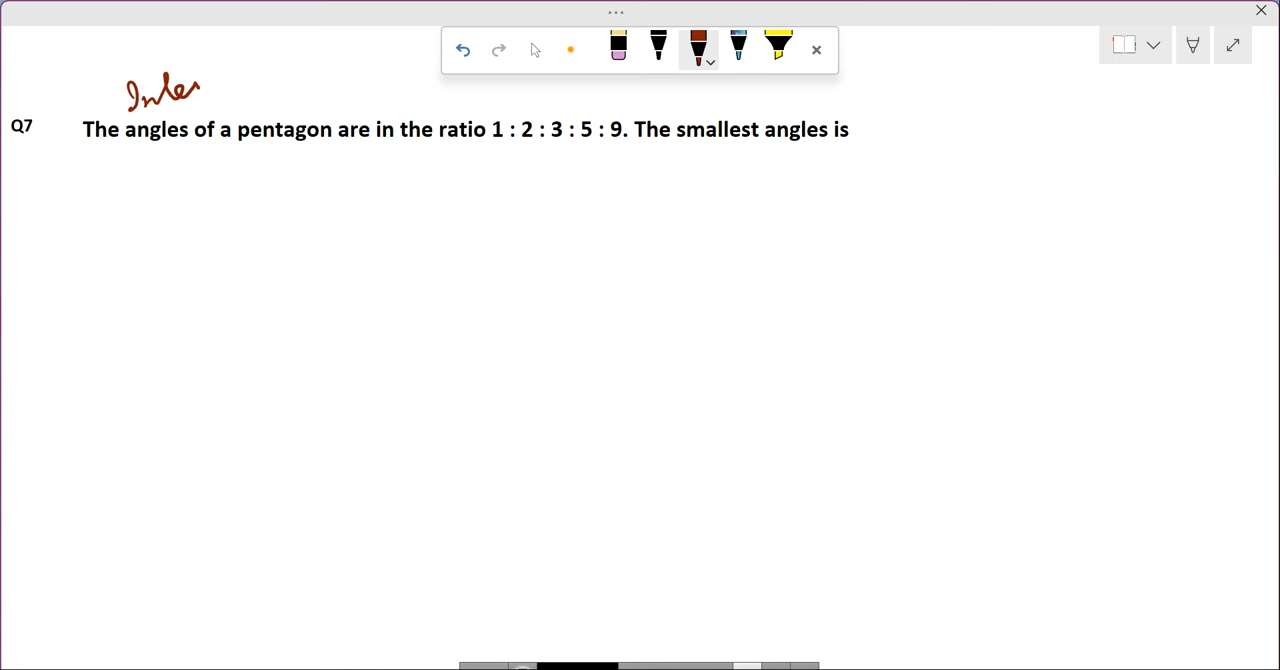 Inter
Q7 The angles of a pentagon are in the ratio 1 : 2 : 3 : 5 : 9. The smallest angles is